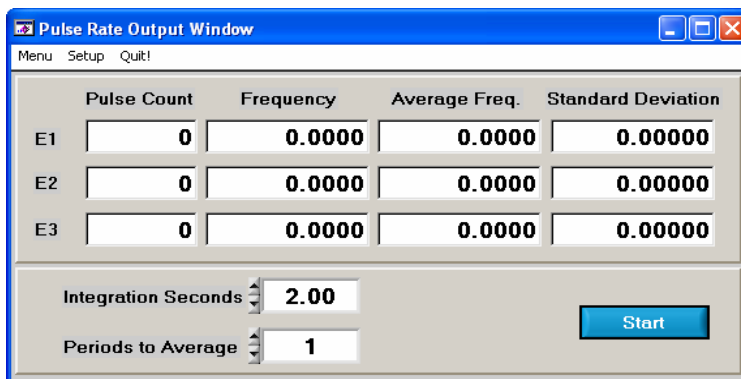 Pulse Rate Output Window
Menu Setup Quit!
Pulse Count Frequency Average Freq. Standard Deviation
E1 0 0.0000 0.0000 0.00000
E2 0 0.0000 0.0000 0.00000
E3 0 0.0000 0.0000 0.00000
Integration Seconds 2.00
Start
Periods to Average 1